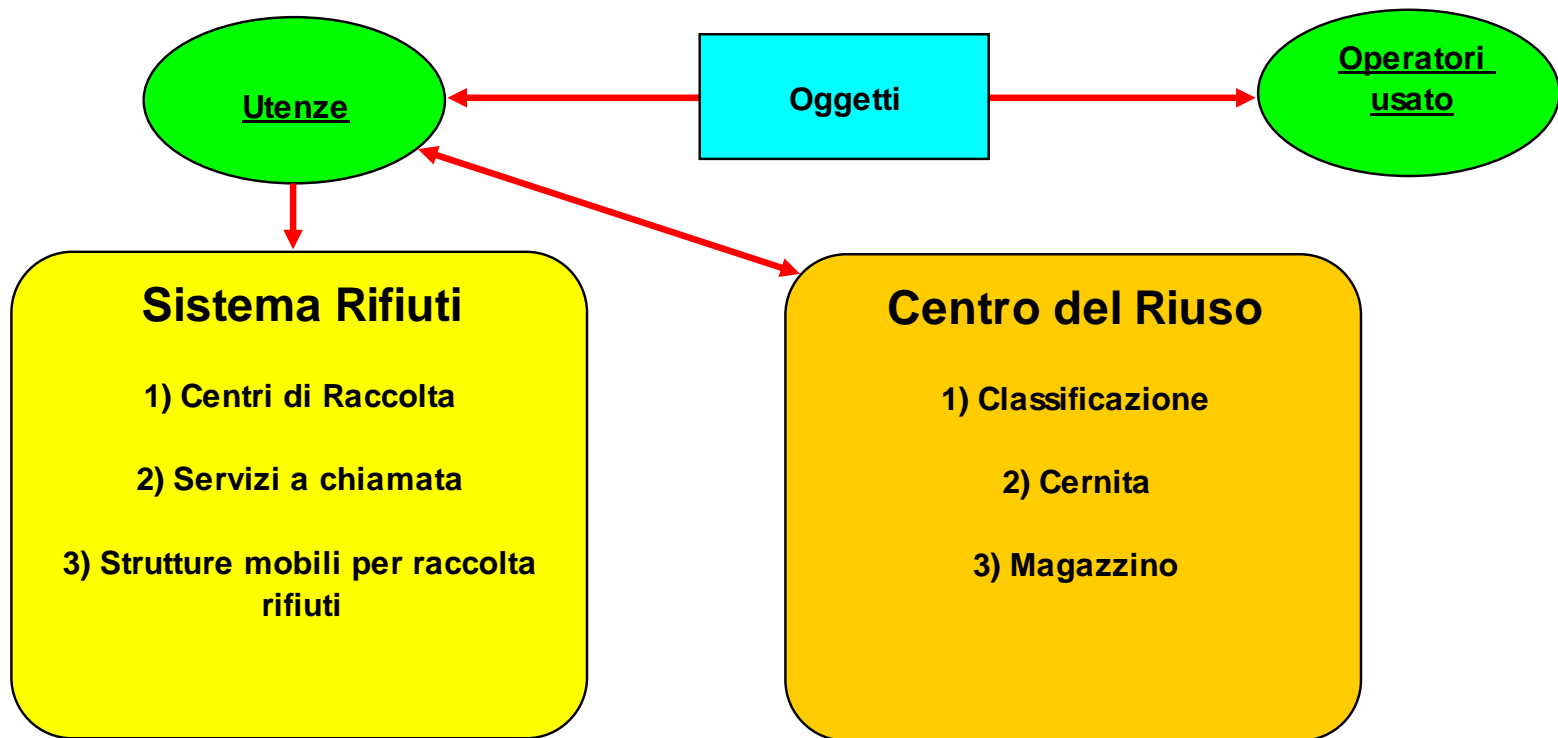 Utenze
Oggetti
Operatori
usato
Sistema Rifiuti
1) Centri di Raccolta
2) Servizi a chiamata
3) Strutture mobili per raccolta
rifiuti
Centro del Riuso
1) Classificazione
2) Cernita
3) Magazzino